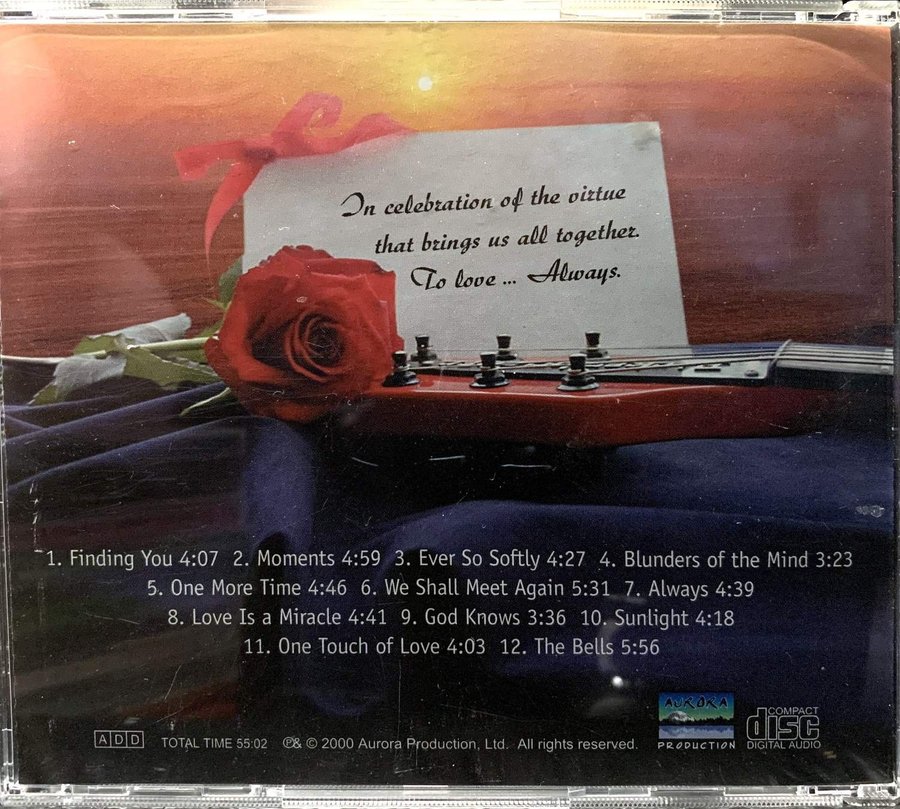 In celebration of the virtue
that brings us all together.
To love ... Always.
1. Finding You 4:07 2. Moments 4:59 3. Ever So Softly 4:27 4. Blunders of the Mind 3:23
5. One More Time 4:46 6. We Shall Meet Again 5:31 7. Always 4:39
8. Love Is a Miracle 4:41 9. God Knows 3:36 10. Sunlight 4:18
11. One Touch of Love 4:03 12. The Bells 5:56
AURORA
PRODUCTION
COMPACT
disc
DIGITAL AUDIO
ADD TOTAL TIME 55:02 ℗& © 2000 Aurora Production, Ltd. All rights reserved.